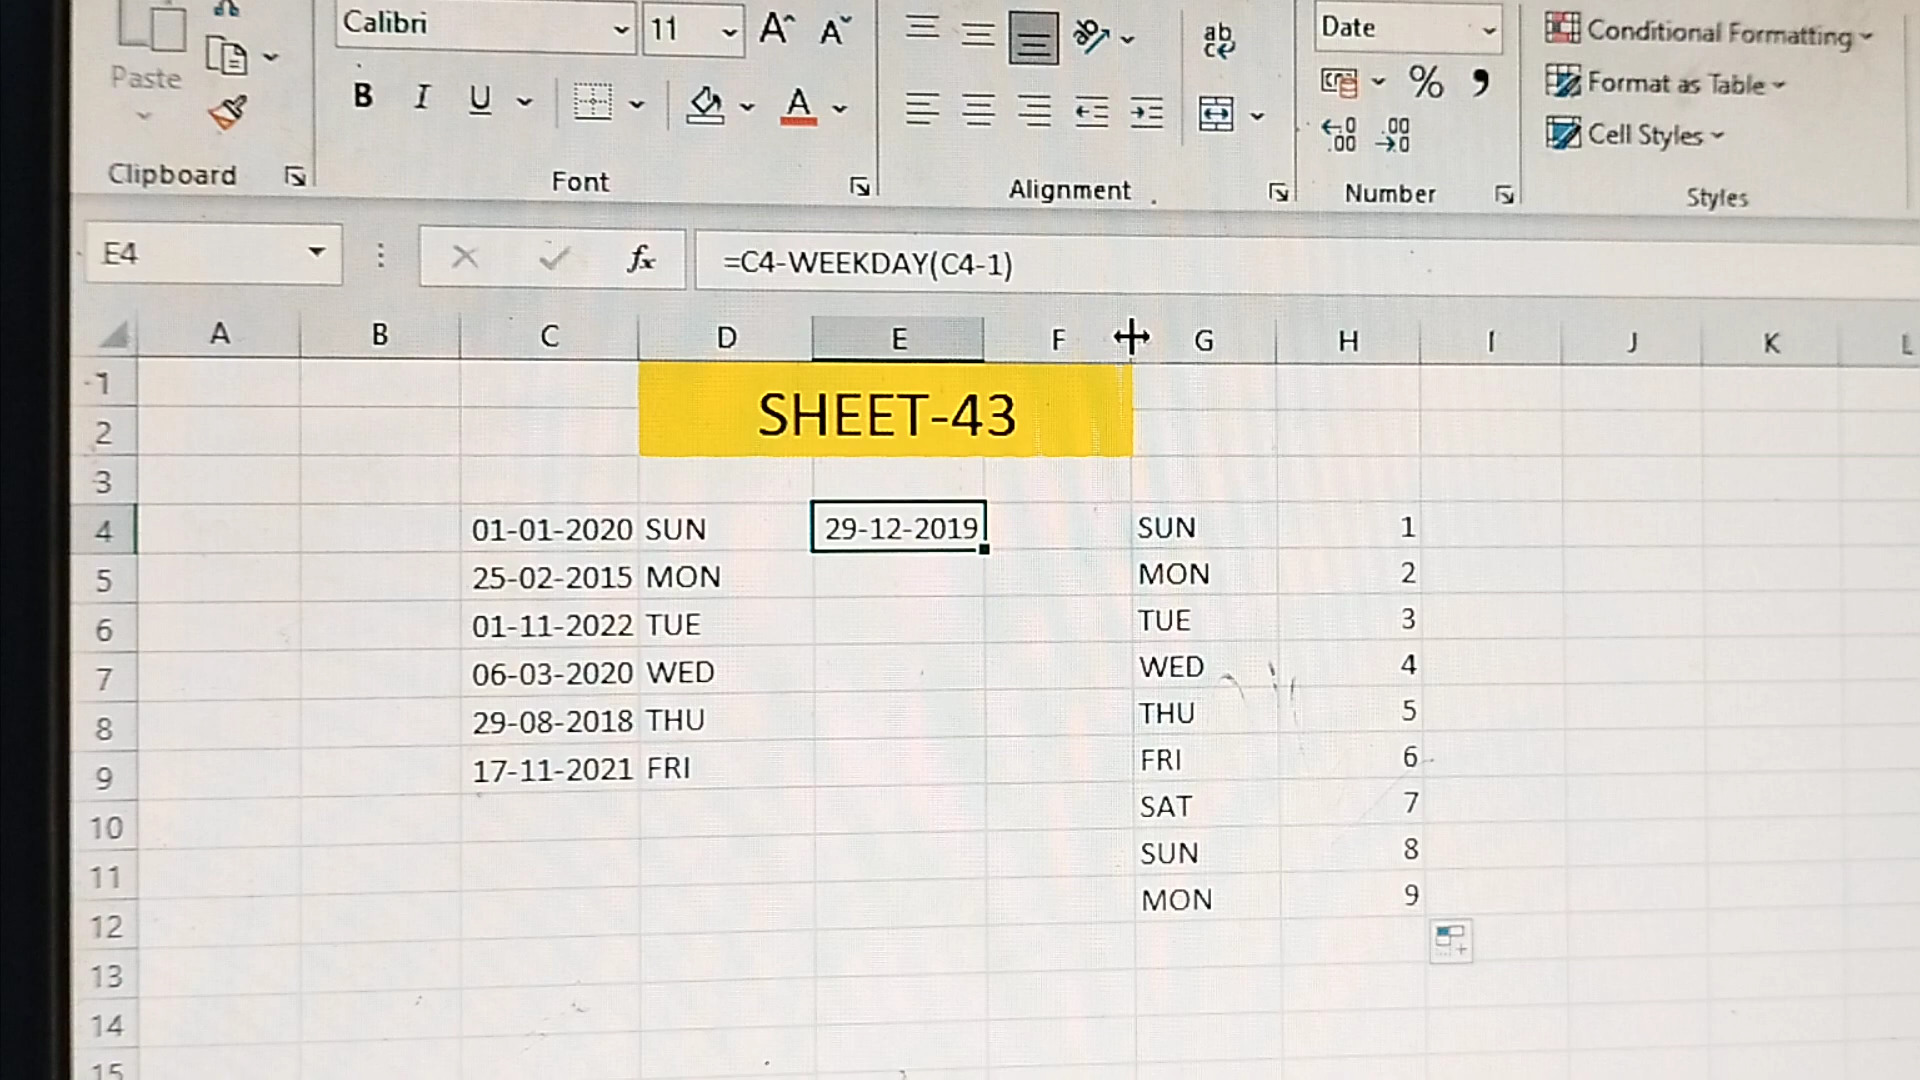 Calibri 11 A A Date Conditional Formatting
Paste B I U A % , Format as Table
.00 .00 Cell Styles
Clipboard Font Alignment Number Styles
E4 fx =C4-WEEKDAY(C4-1)
A B C D E F G H I J K L
1
SHEET-43
2
3
4 01-01-2020 SUN 29-12-2019 SUN 1
5 25-02-2015 MON MON 2
6 01-11-2022 TUE TUE 3
7 06-03-2020 WED WED 4
8 29-08-2018 THU THU 5
9 17-11-2021 FRI FRI 6
10 SAT 7
11 SUN 8
12 MON 9
13
14
15